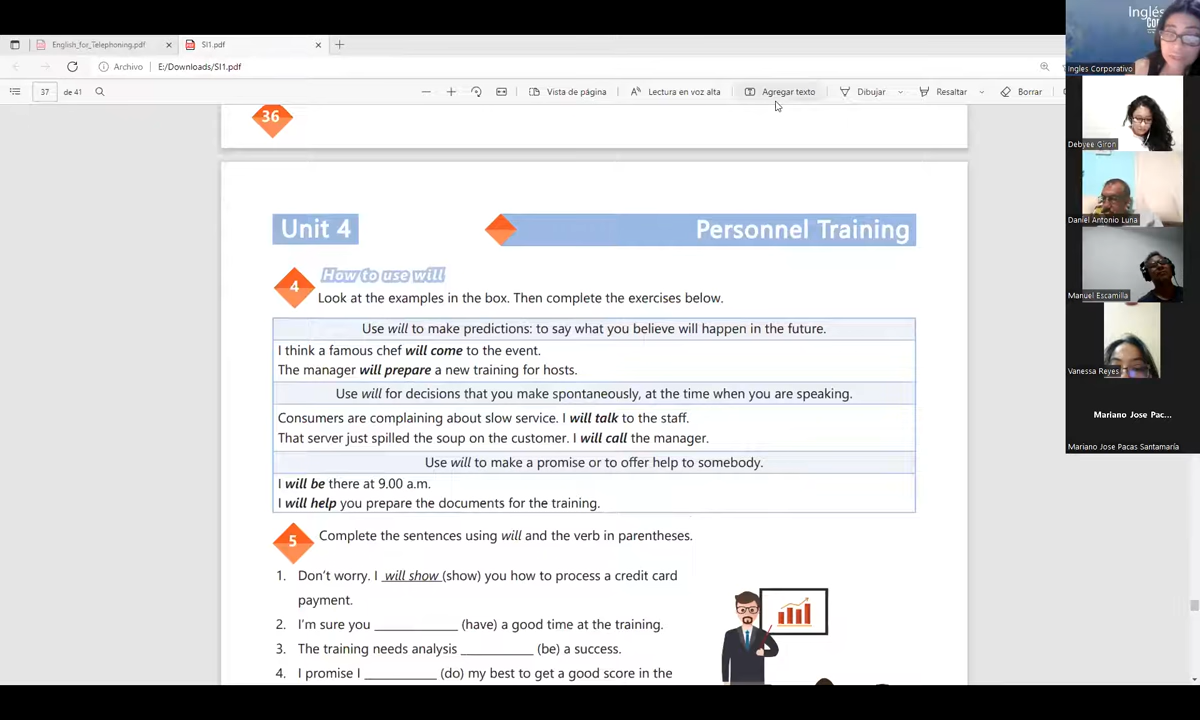 English_for_Telephoning.pdf
SI1.pdf
Archivo
E:/Downloads/SI1.pdf
37
de 41
Vista de página
Lectura en voz alta
Agregar texto
Dibujar
Resaltar
Borrar
36
Unit 4
Personnel Training
4
How to use will
Look at the examples in the box. Then complete the exercises below.
Use will to make predictions: to say what you believe will happen in the future.
I think a famous chef will come to the event.
The manager will prepare a new training for hosts.
Use will for decisions that you make spontaneously, at the time when you are speaking.
Consumers are complaining about slow service. I will talk to the staff.
That server just spilled the soup on the customer. I will call the manager.
Use will to make a promise or to offer help to somebody.
I will be there at 9.00 a.m.
I will help you prepare the documents for the training.
5
Complete the sentences using will and the verb in parentheses.
1. Don't worry. I will show (show) you how to process a credit card
payment.
2. I'm sure you ____________ (have) a good time at the training.
3. The training needs analysis __________ (be) a success.
4. I promise I __________ (do) my best to get a good score in the
Inglés
Ingles Corporativo
Debyee Giron
Daniel Antonio Luna
Manuel Escamilla
Vanessa Reyes
Mariano Jose Pac...
Mariano Jose Pacas Santamaría